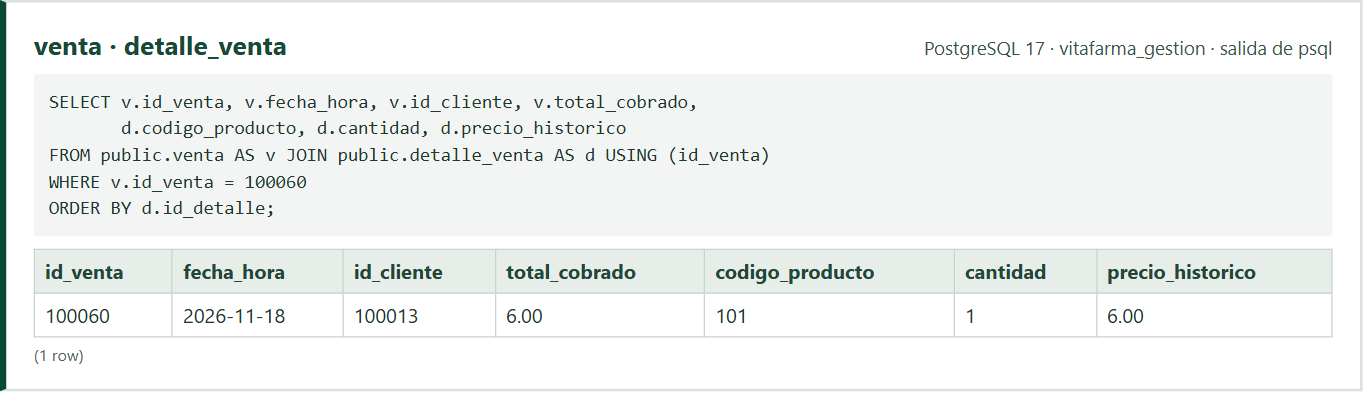 venta · detalle_venta
PostgreSQL 17 · vitafarma_gestion · salida de psql
SELECT v.id_venta, v.fecha_hora, v.id_cliente, v.total_cobrado,
       d.codigo_producto, d.cantidad, d.precio_historico
FROM public.venta AS v JOIN public.detalle_venta AS d USING (id_venta)
WHERE v.id_venta = 100060
ORDER BY d.id_detalle;
id_venta fecha_hora id_cliente total_cobrado codigo_producto cantidad precio_historico
100060 2026-11-18 100013 6.00 101 1 6.00
(1 row)